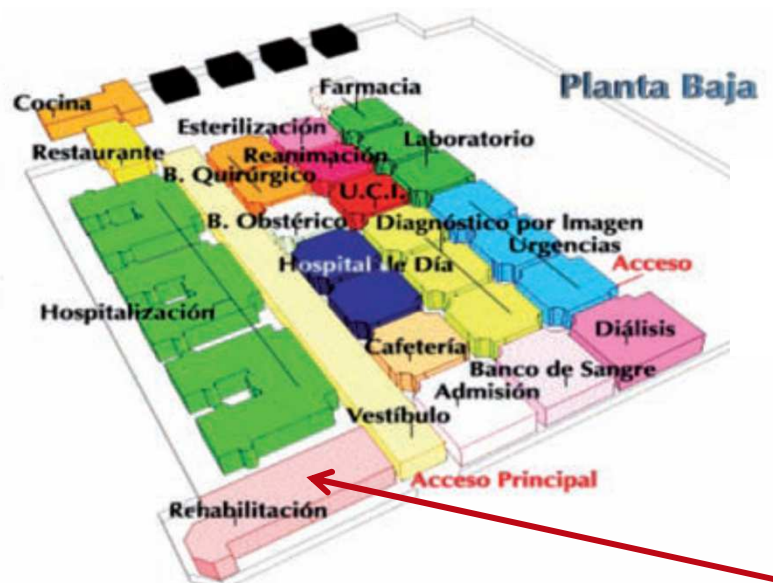 Planta Baja
Cocina
Farmacia
Esterilización
Laboratorio
Restaurante
Reanimación
B. Quirúrgico
U.C.I.
B. Obstérico
Diagnóstico por Imagen
Urgencias
Hospital de Día
Acceso
Hospitalización
Diálisis
Cafetería
Banco de Sangre
Admisión
Vestíbulo
Acceso Principal
Rehabilitación